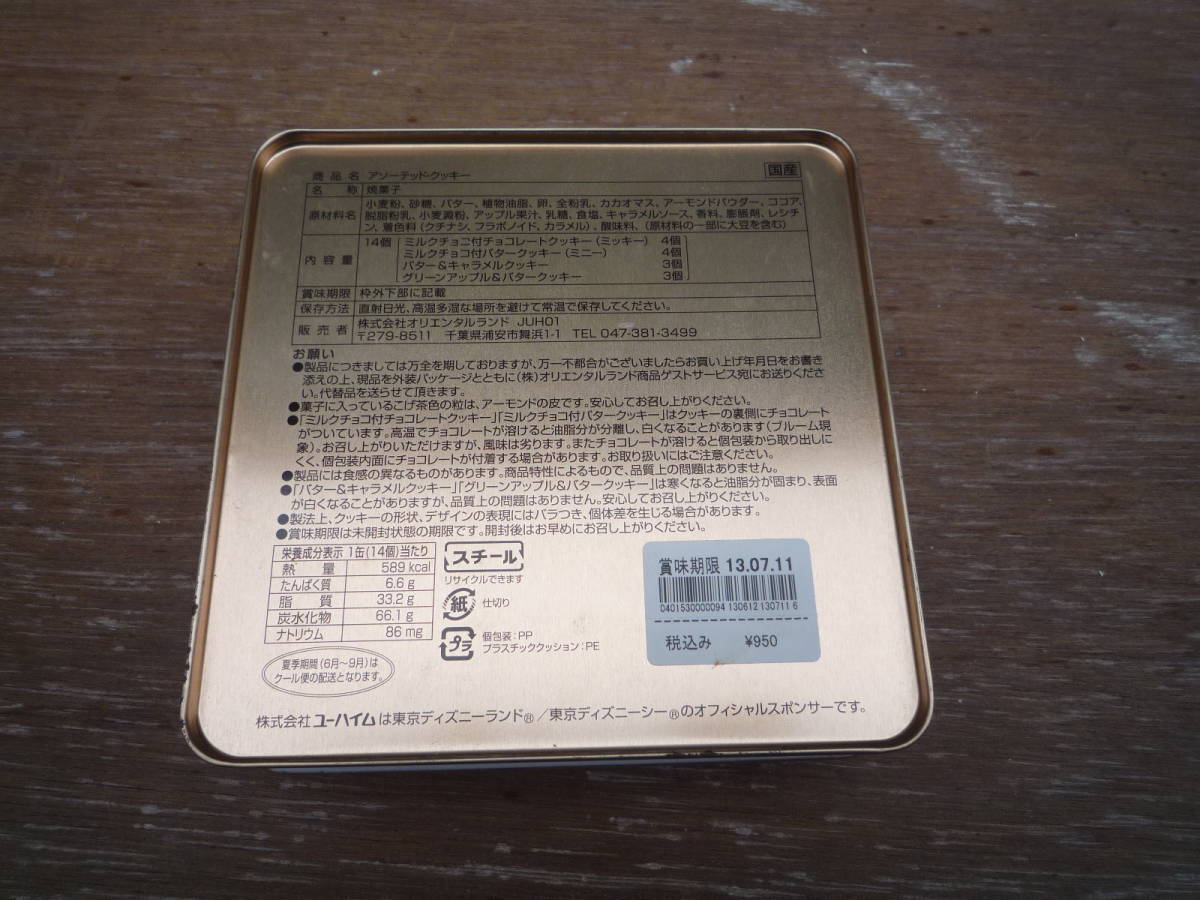 商品名 アソーテッド・クッキー 国産
名称 焼菓子
原材料名 小麦粉、砂糖、バター、植物油脂、卵、全粉乳、カカオマス、アーモンドパウダー、ココア、
脱脂粉乳、小麦澱粉、アップル果汁、乳糖、食塩、キャラメルソース、香料、膨脹剤、レシチ
ン、着色料(クチナシ、フラボノイド、カラメル)、酸味料、(原材料の一部に大豆を含む)
内容量 14個 ミルクチョコ付チョコレートクッキー(ミッキー) 4個
ミルクチョコ付バタークッキー(ミニー) 4個
バター&キャラメルクッキー 3個
グリーンアップル&バタークッキー 3個
賞味期限 枠外下部に記載
保存方法 直射日光、高温多湿な場所を避けて常温で保存してください。
販売者 株式会社オリエンタルランド JUH01
〒279-8511 千葉県浦安市舞浜1-1 TEL 047-381-3499
お願い
●製品につきましては万全を期しておりますが、万一不都合がございましたらお買い上げ年月日をお書き
添えの上、現品を外装パッケージとともに(株)オリエンタルランド商品ゲストサービス宛にお送りくださ
い。代替品を送らせて頂きます。
●菓子に入っているこげ茶色の粒は、アーモンドの皮です。安心してお召し上がりください。
●「ミルクチョコ付チョコレートクッキー」「ミルクチョコ付バタークッキー」はクッキーの裏側にチョコレート
がついています。高温でチョコレートが溶けると油脂分が分離し、白くなることがあります(ブルーム現
象)。お召し上がりいただけますが、風味は劣ります。またチョコレートが溶けると個包装から取り出しに
くく、個包装内面にチョコレートが付着する場合があります。お取り扱いにはご注意ください。
●製品には食感の異なるものがあります。商品特性によるもので、品質上の問題はありません。
●「バター&キャラメルクッキー」「グリーンアップル&バタークッキー」は寒くなると油脂分が固まり、表面
が白くなることがありますが、品質上の問題はありません。安心してお召し上がりください。
●製法上、クッキーの形状、デザインの表現にはバラつき、個体差を生じる場合があります。
●賞味期限は未開封状態の期限です。開封後はお早めにお召し上がりください。
栄養成分表示 1缶(14個)当たり
熱量 589 kcal
たんぱく質 6.6 g
脂質 33.2 g
炭水化物 66.1 g
ナトリウム 86 mg
スチール
リサイクルできます
紙 仕切り
プラ 個包装:PP
プラスチッククッション:PE
賞味期限 13.07.11
0401530000094 130612 130711 6
税込み ¥950
夏季期間(6月〜9月)は
クール便の配送となります。
株式会社 ユーハイムは東京ディズニーランド®/東京ディズニーシー®のオフィシャルスポンサーです。